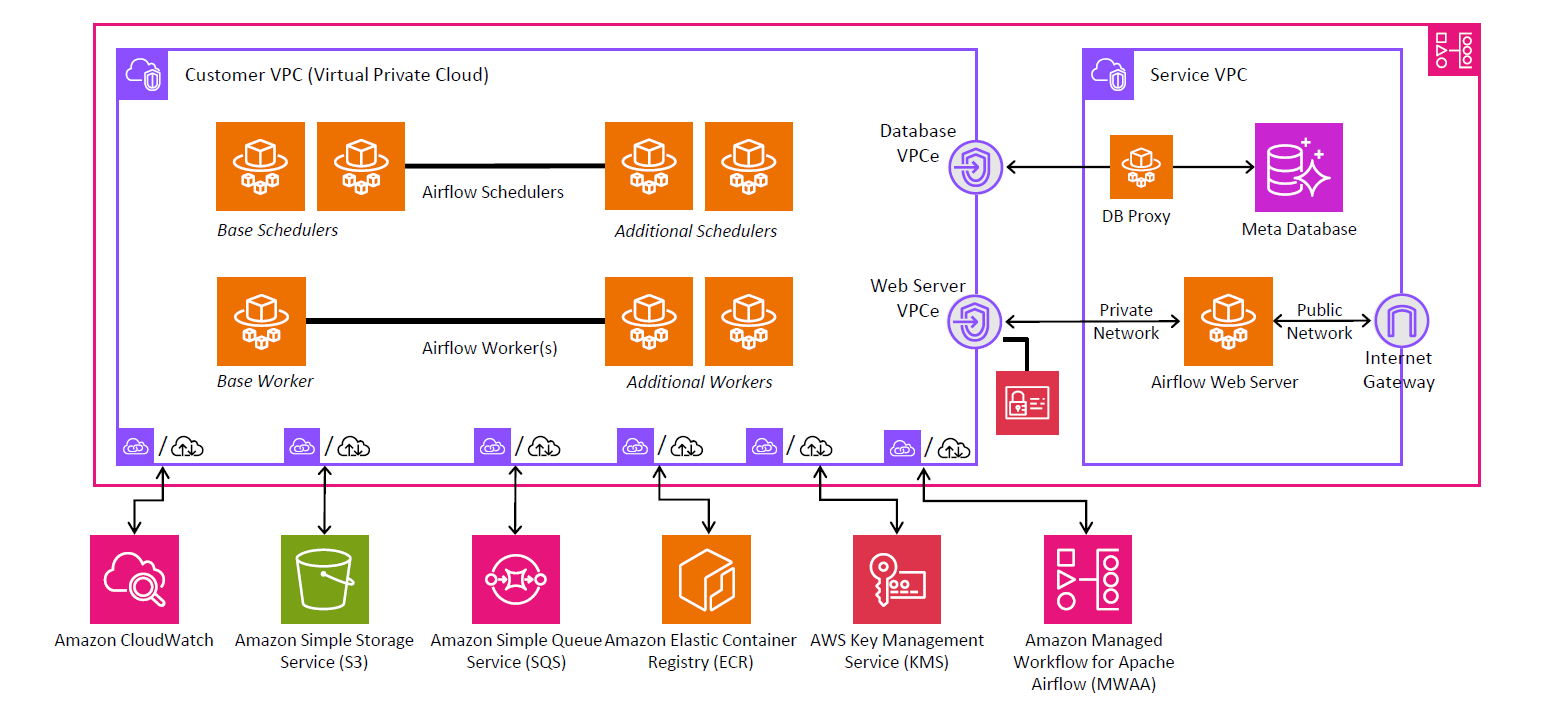 Customer VPC (Virtual Private Cloud)
Service VPC
Database
VPCe
Airflow Schedulers
Base Schedulers
Additional Schedulers
DB Proxy
Meta Database
Web Server
VPCe
Private
Network
Public
Network
Airflow Worker(s)
Base Worker
Additional Workers
Airflow Web Server
Internet
Gateway
/
/
/
/
/
/
Amazon CloudWatch
Amazon Simple Storage
Service (S3)
Amazon Simple Queue
Service (SQS)
Amazon Elastic Container
Registry (ECR)
AWS Key Management
Service (KMS)
Amazon Managed
Workflow for Apache
Airflow (MWAA)